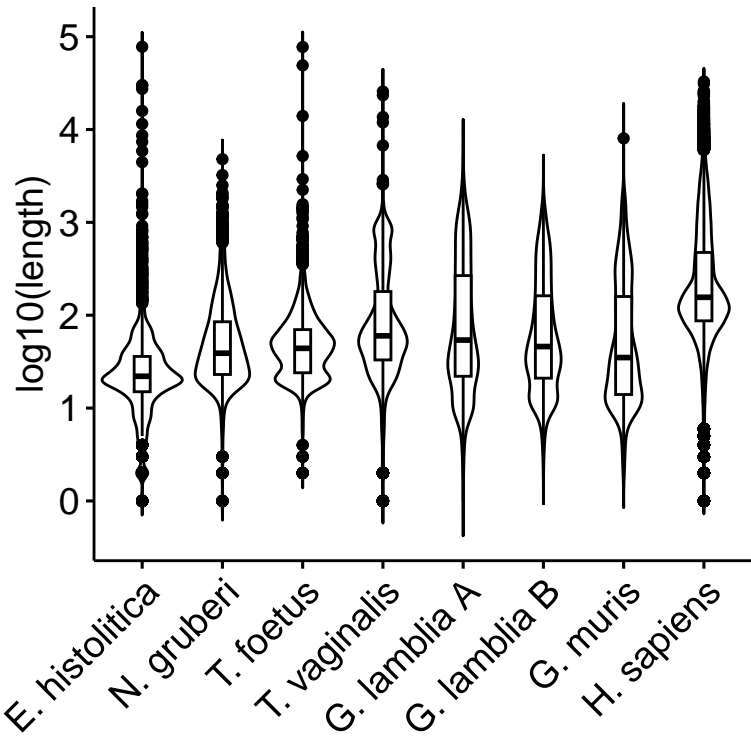 log10(length)
5
4
3
2
1
0
E. histolitica
N. gruberi
T. foetus
T. vaginalis
G. lamblia A
G. lamblia B
G. muris
H. sapiens